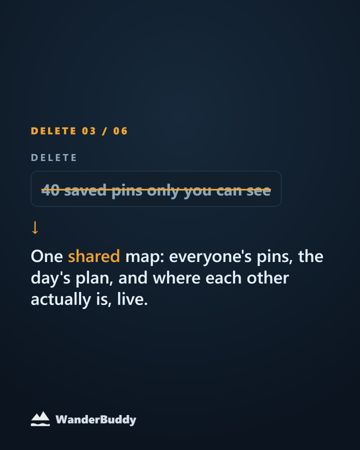 DELETE 03 / 06
DELETE
40 saved pins only you can see
↓
One shared map: everyone's pins, the
day's plan, and where each other
actually is, live.
WanderBuddy